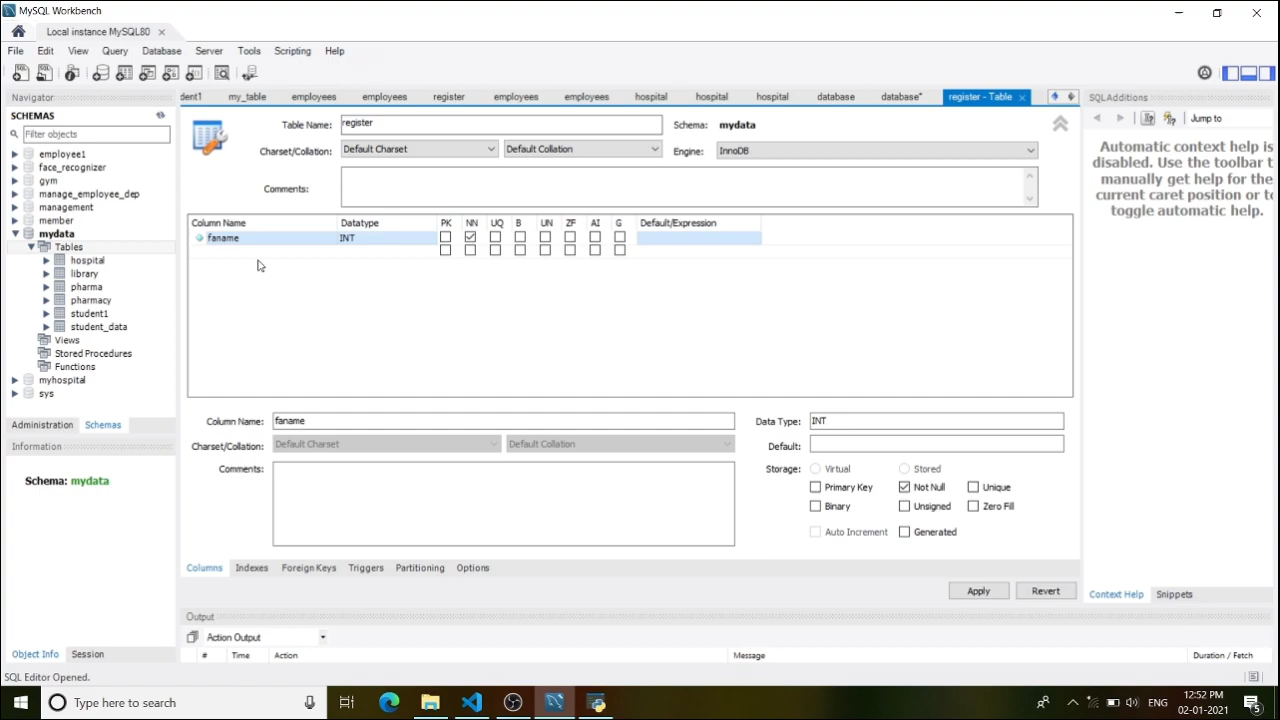 MySQL Workbench
Local instance MySQL80
File Edit View Query Database Server Tools Scripting Help
Navigator
SCHEMAS
Filter objects
employee1
face_recognizer
gym
manage_employee_dep
management
member
mydata
Tables
hospital
library
pharma
pharmacy
student1
student_data
Views
Stored Procedures
Functions
myhospital
sys
Administration Schemas
Information
Schema: mydata
Object Info Session
dent1 my_table employees employees register employees employees hospital hospital hospital database database* register - Table
Table Name: register Schema: mydata
Charset/Collation: Default Charset Default Collation Engine: InnoDB
Comments:
Column Name Datatype PK NN UQ B UN ZF AI G Default/Expression
faname INT
Column Name: faname Data Type: INT
Charset/Collation: Default Charset Default Collation Default:
Comments: Storage: Virtual Stored
Primary Key Not Null Unique
Binary Unsigned Zero Fill
Auto Increment Generated
Columns Indexes Foreign Keys Triggers Partitioning Options
Apply Revert
Output
Action Output
# Time Action Message Duration / Fetch
SQLAdditions
Jump to
Automatic context help is
disabled. Use the toolbar t
manually get help for the
current caret position or to
toggle automatic help.
Context Help Snippets
SQL Editor Opened.
Type here to search
ENG
12:52 PM
02-01-2021
5